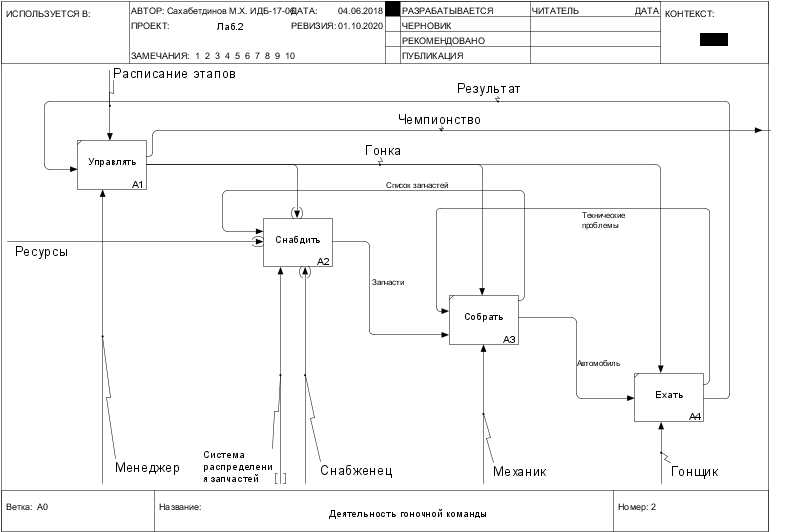 ИСПОЛЬЗУЕТСЯ В:
АВТОР: Сахабетдинов М.Х. ИДБ-17-06
ДАТА: 04.06.2018
РАЗРАБАТЫВАЕТСЯ
ЧИТАТЕЛЬ
ДАТА
КОНТЕКСТ:
ПРОЕКТ: Лаб.2
РЕВИЗИЯ: 01.10.2020
ЧЕРНОВИК
РЕКОМЕНДОВАНО
ЗАМЕЧАНИЯ: 1 2 3 4 5 6 7 8 9 10
ПУБЛИКАЦИЯ
Расписание этапов
Результат
Чемпионство
Гонка
Управлять
A1
Список запчастей
Технические
проблемы
Ресурсы
Снабдить
A2
Запчасти
Собрать
A3
Автомобиль
Ехать
A4
Менеджер
Система
распределени
я запчастей
Снабженец
Механик
Гонщик
Ветка: A0
Название:
Деятельность гоночной команды
Номер: 2